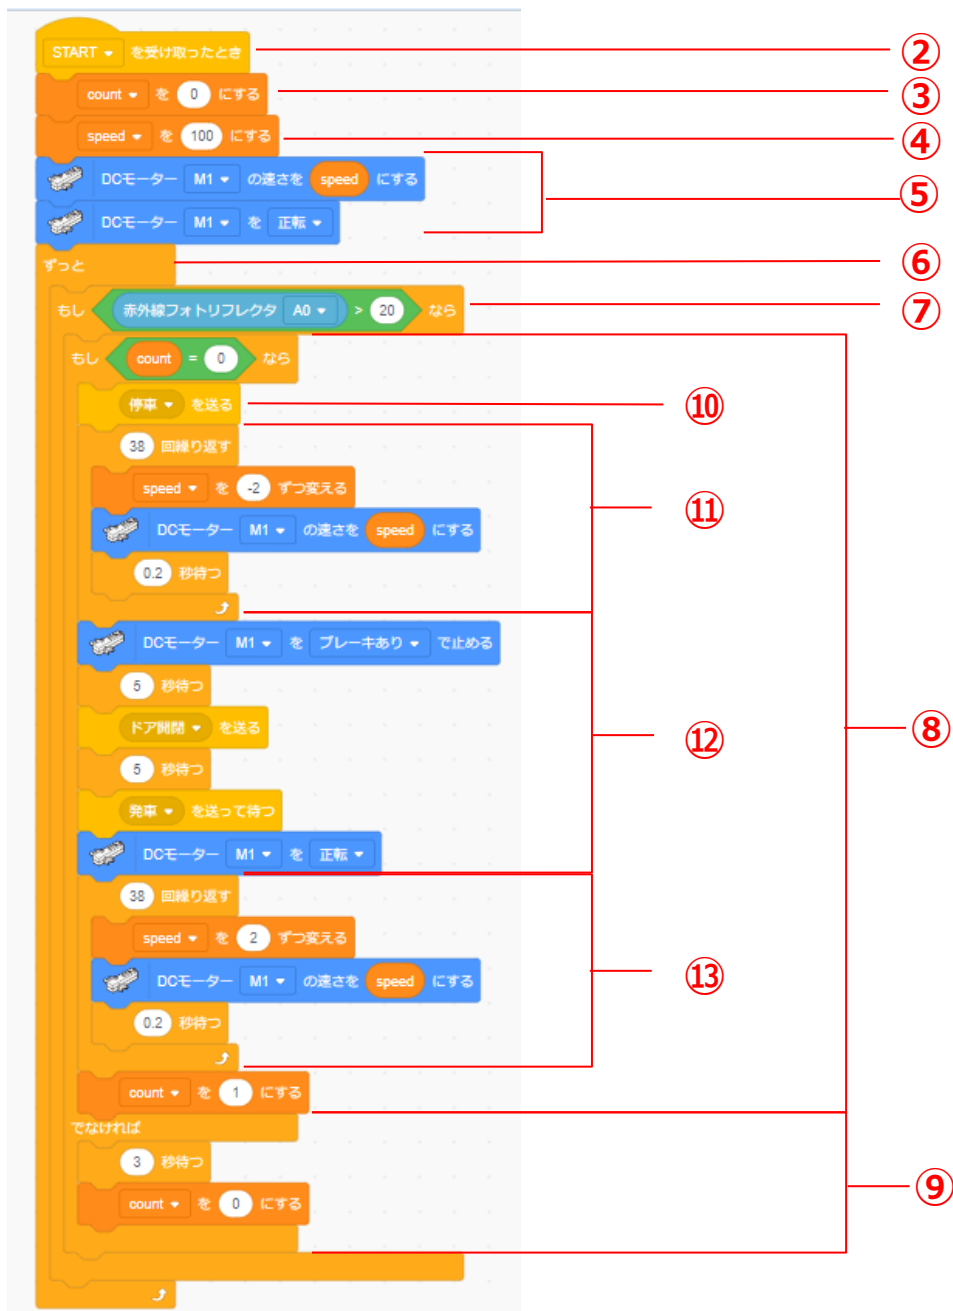 START を受け取ったとき ②
count を 0 にする ③
speed を 100 にする ④
DCモーター M1 の速さを speed にする
⑤
DCモーター M1 を 正転
ずっと ⑥
もし 赤外線フォトリフレクタ A0 > 20 なら ⑦
もし count = 0 なら
停車 を送る ⑩
38 回繰り返す
speed を -2 ずつ変える
⑪
DCモーター M1 の速さを speed にする
0.2 秒待つ
DCモーター M1 を ブレーキあり で止める
5 秒待つ
ドア開閉 を送る ⑧
⑫
5 秒待つ
発車 を送って待つ
DCモーター M1 を 正転
38 回繰り返す
speed を 2 ずつ変える
DCモーター M1 の速さを speed にする ⑬
0.2 秒待つ
count を 1 にする
でなければ
3 秒待つ
⑨
count を 0 にする